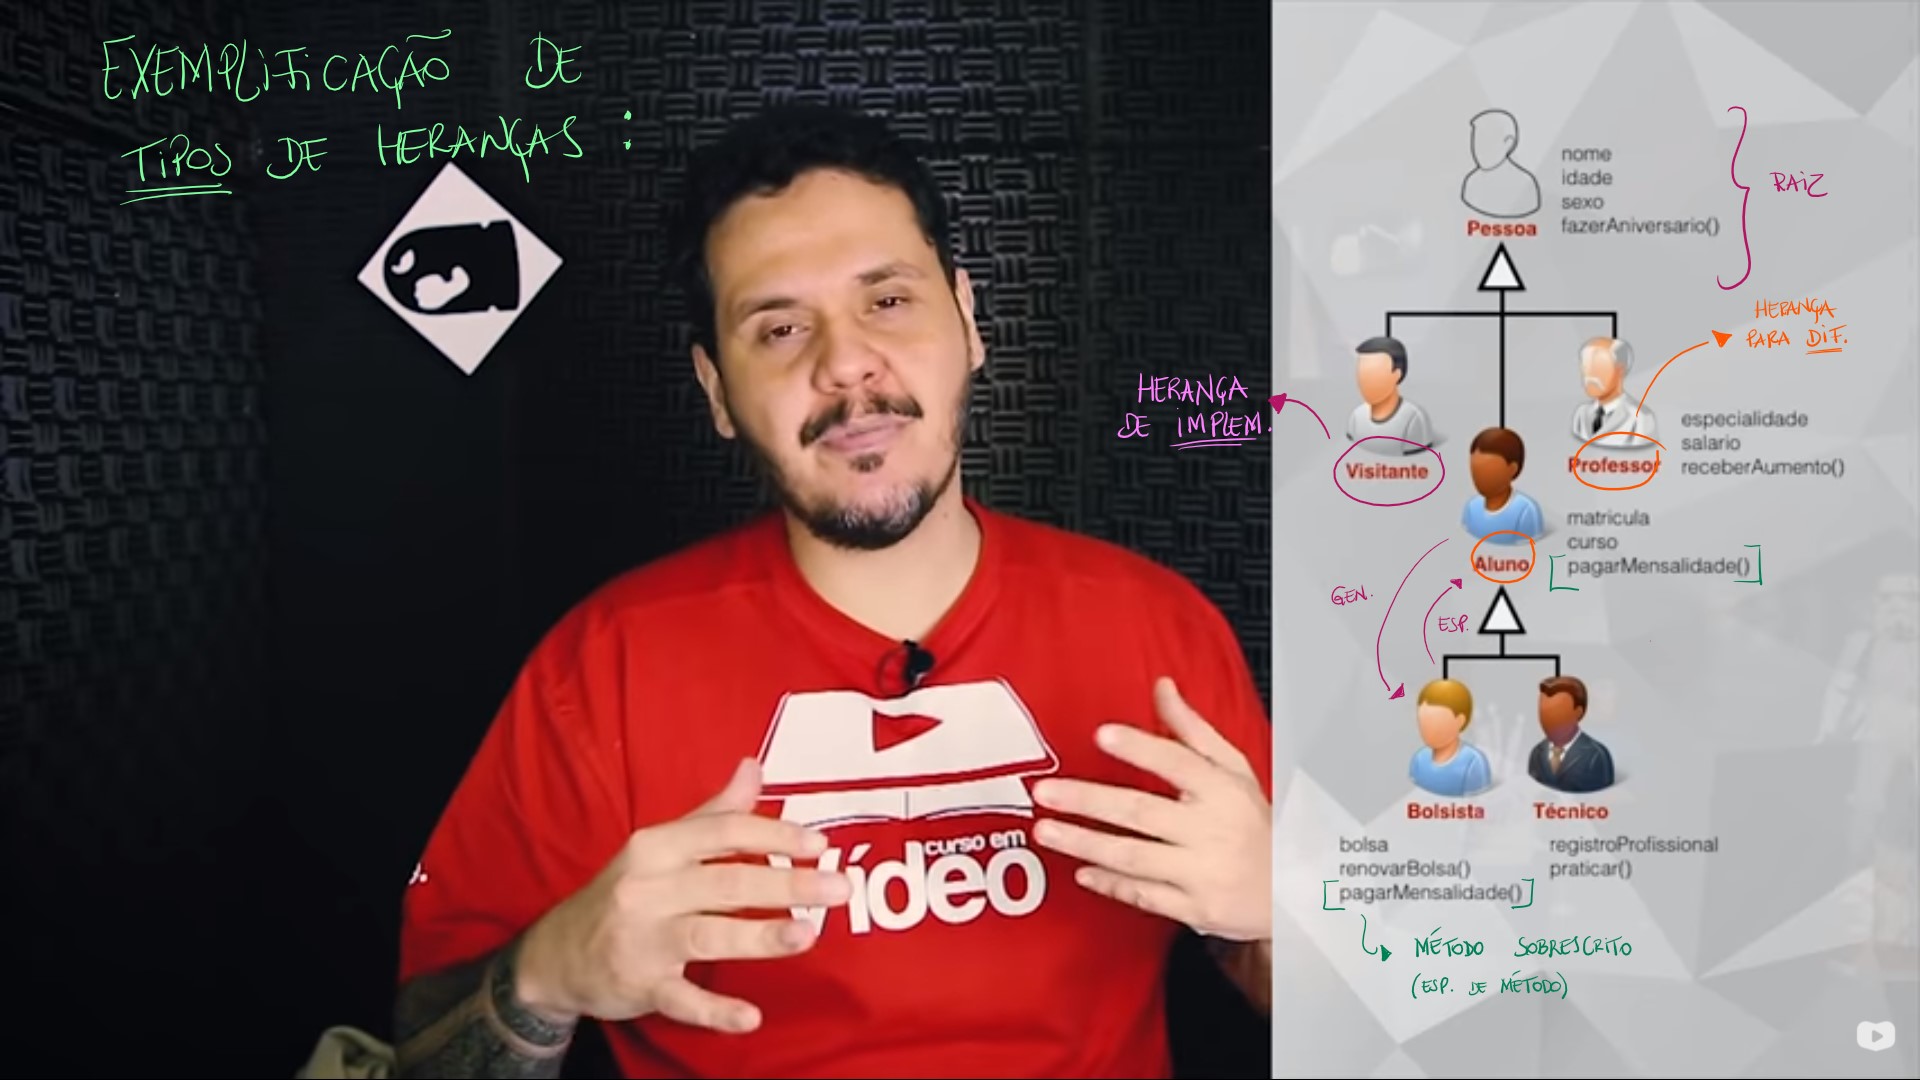 EXEMPLIFICAÇÃO DE
TIPOS DE HERANÇAS :
nome
idade
sexo
fazerAniversario()
Pessoa
RAIZ
HERANÇA
PARA DIF.
HERANÇA
DE IMPLEM.
Visitante
Professor
especialidade
salario
receberAumento()
matricula
curso
[pagarMensalidade()]
Aluno
GEN.
ESP.
Bolsista
Técnico
bolsa
renovarBolsa()
[pagarMensalidade()]
registroProfissional
praticar()
MÉTODO SOBRESCRITO
(ESP. DE MÉTODO)
curso em
Vídeo